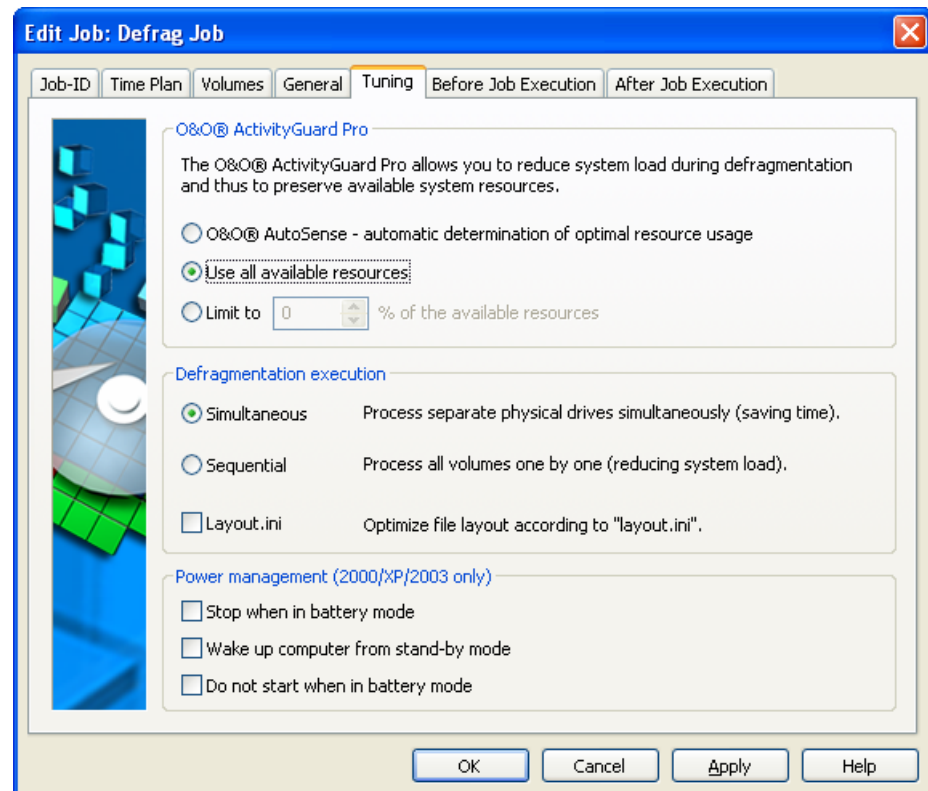 Edit Job: Defrag Job
Job-ID Time Plan Volumes General Tuning Before Job Execution After Job Execution
O&O® ActivityGuard Pro
The O&O® ActivityGuard Pro allows you to reduce system load during defragmentation
and thus to preserve available system resources.
O&O® AutoSense - automatic determination of optimal resource usage
Use all available resources
Limit to 0 % of the available resources
Defragmentation execution
Simultaneous Process separate physical drives simultaneously (saving time).
Sequential Process all volumes one by one (reducing system load).
Layout.ini Optimize file layout according to "layout.ini".
Power management (2000/XP/2003 only)
Stop when in battery mode
Wake up computer from stand-by mode
Do not start when in battery mode
OK Cancel Apply Help